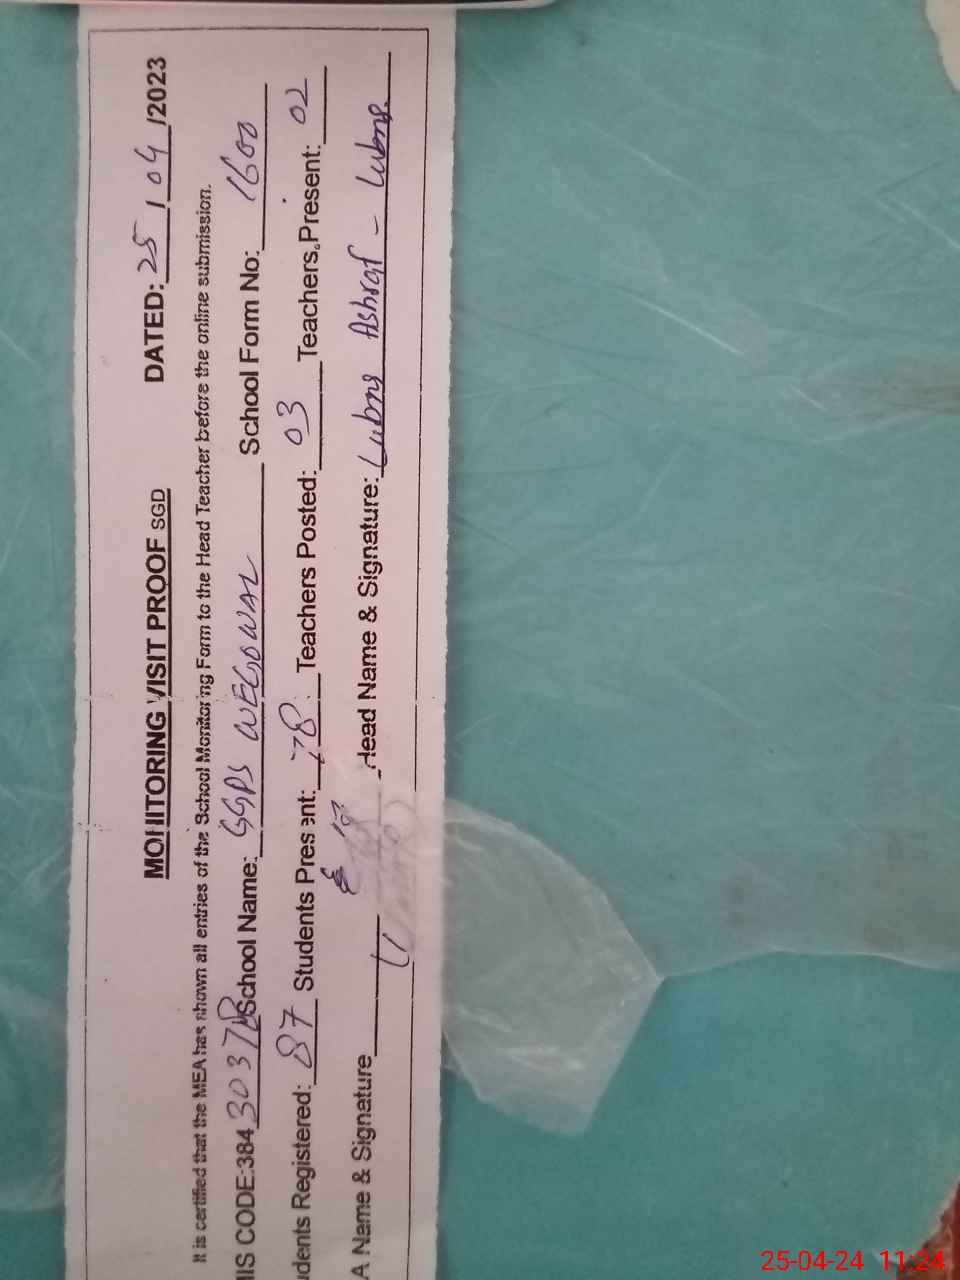 MONITORING VISIT PROOF SGD DATED: 25 / 04 /2023
It is certified that the MEA has shown all entries of the School Monitoring Form to the Head Teacher before the online submission.
IIS CODE:384 30378 School Name: GGPS WEGOWAL School Form No: 1600
udents Registered: 87 Students Present: 78 Teachers Posted: 03 Teachers Present: 02
A Name & Signature Head Name & Signature: Lubna Ashraf - Lubna
25-04-24 11:24